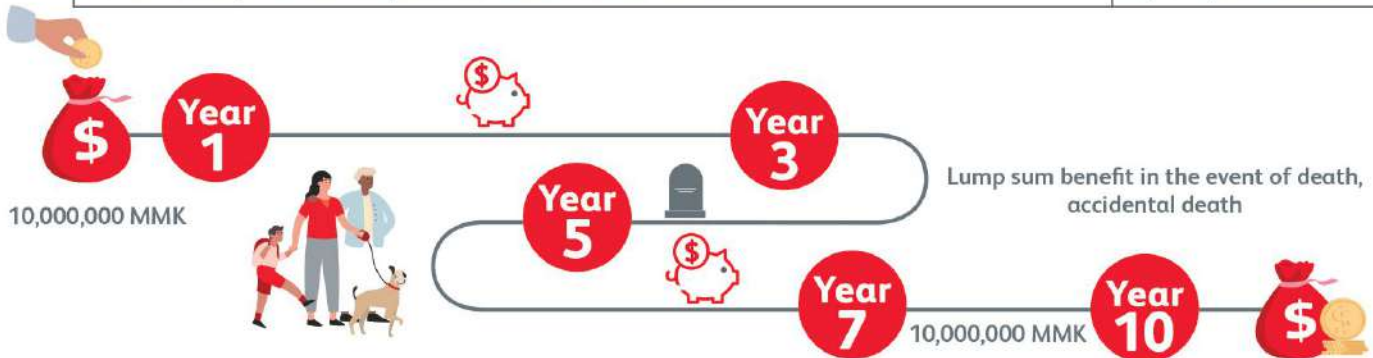 $
10,000,000 MMK
Year
1
$
Year
3
Lump sum benefit in the event of death,
accidental death
Year
5
$
Year
7
10,000,000 MMK
Year
10
$